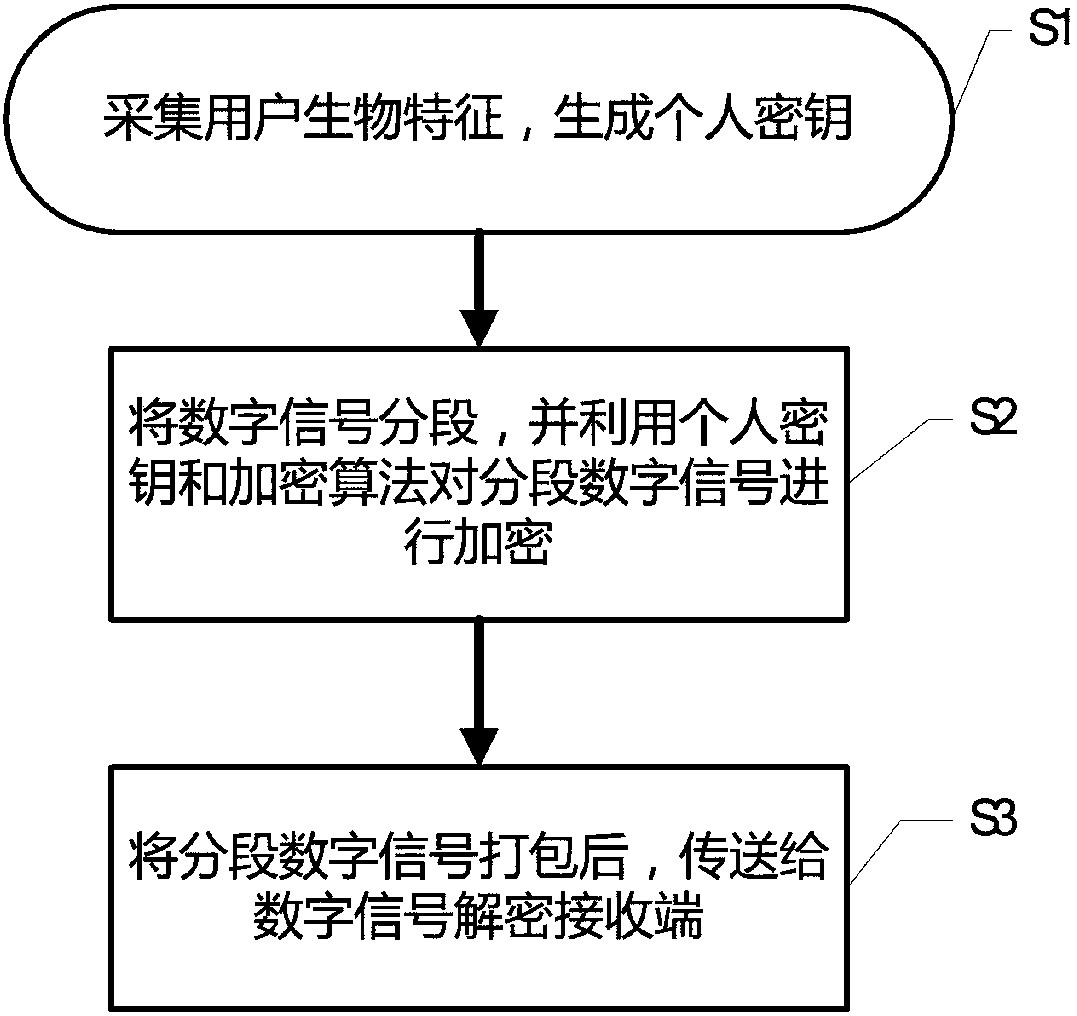 S1
采集用户生物特征，生成个人密钥
S2
将数字信号分段，并利用个人密
钥和加密算法对分段数字信号进
行加密
S3
将分段数字信号打包后，传送给
数字信号解密接收端